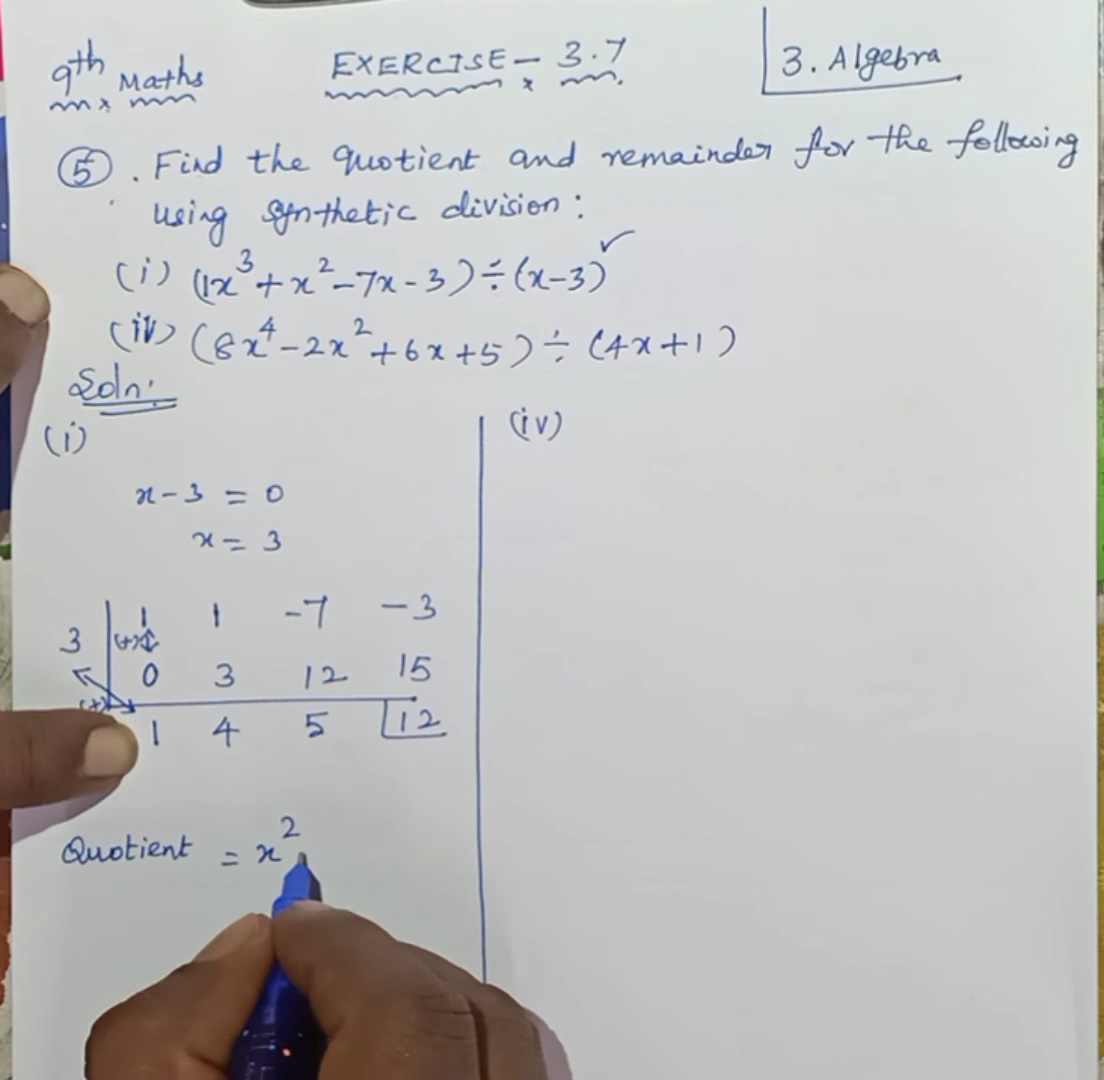 9th Maths
EXERCISE - 3.7
3. Algebra
⑤. Find the quotient and remainder for the following
using synthetic division:
(i) (1x³ + x² - 7x - 3) ÷ (x-3) ✓
(iv) (8x⁴ - 2x² + 6x + 5) ÷ (4x+1)
Soln:
(i)
x - 3 = 0
x = 3
1 1 -7 -3
3 (+)
0 3 12 15
(x)
1 4 5 12
Quotient = x²
(iv)